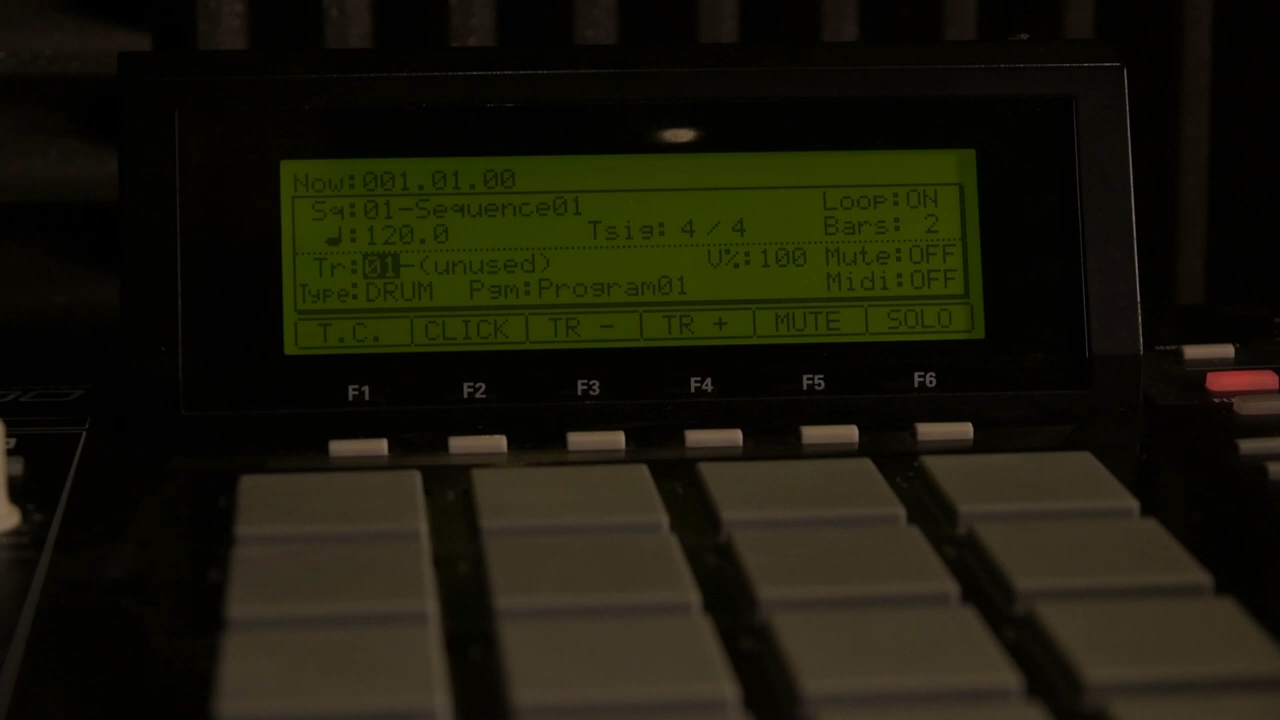 Now:001.01.00
Sq:01-Sequence01 Loop:ON
♩:120.0 Tsig: 4 / 4 Bars: 2
Tr:01-(unused) V%:100 Mute:OFF
Type:DRUM Pgm:Program01 Midi:OFF
T.C. CLICK TR - TR + MUTE SOLO
F1 F2 F3 F4 F5 F6